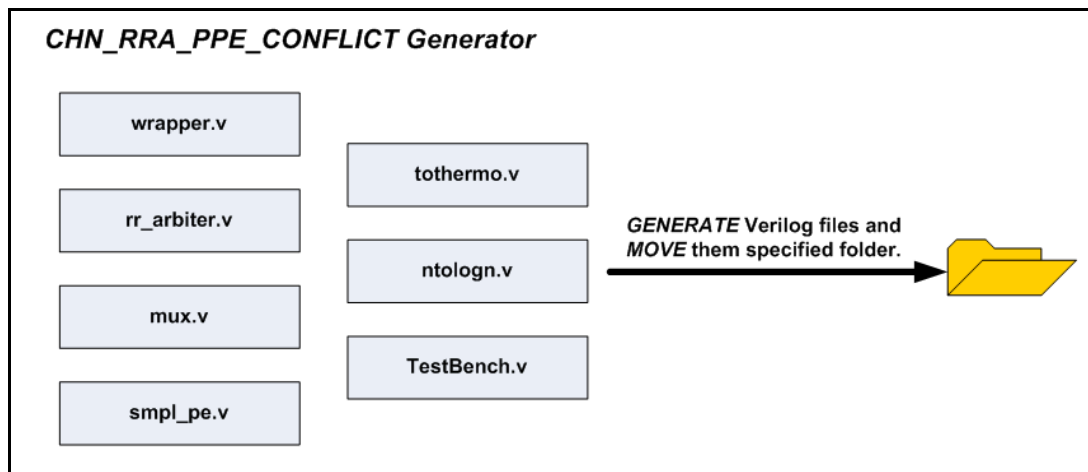 CHN_RRA_PPE_CONFLICT Generator
wrapper.v
rr_arbiter.v
mux.v
smpl_pe.v
tothermo.v
ntologn.v
TestBench.v
GENERATE Verilog files and
MOVE them specified folder.